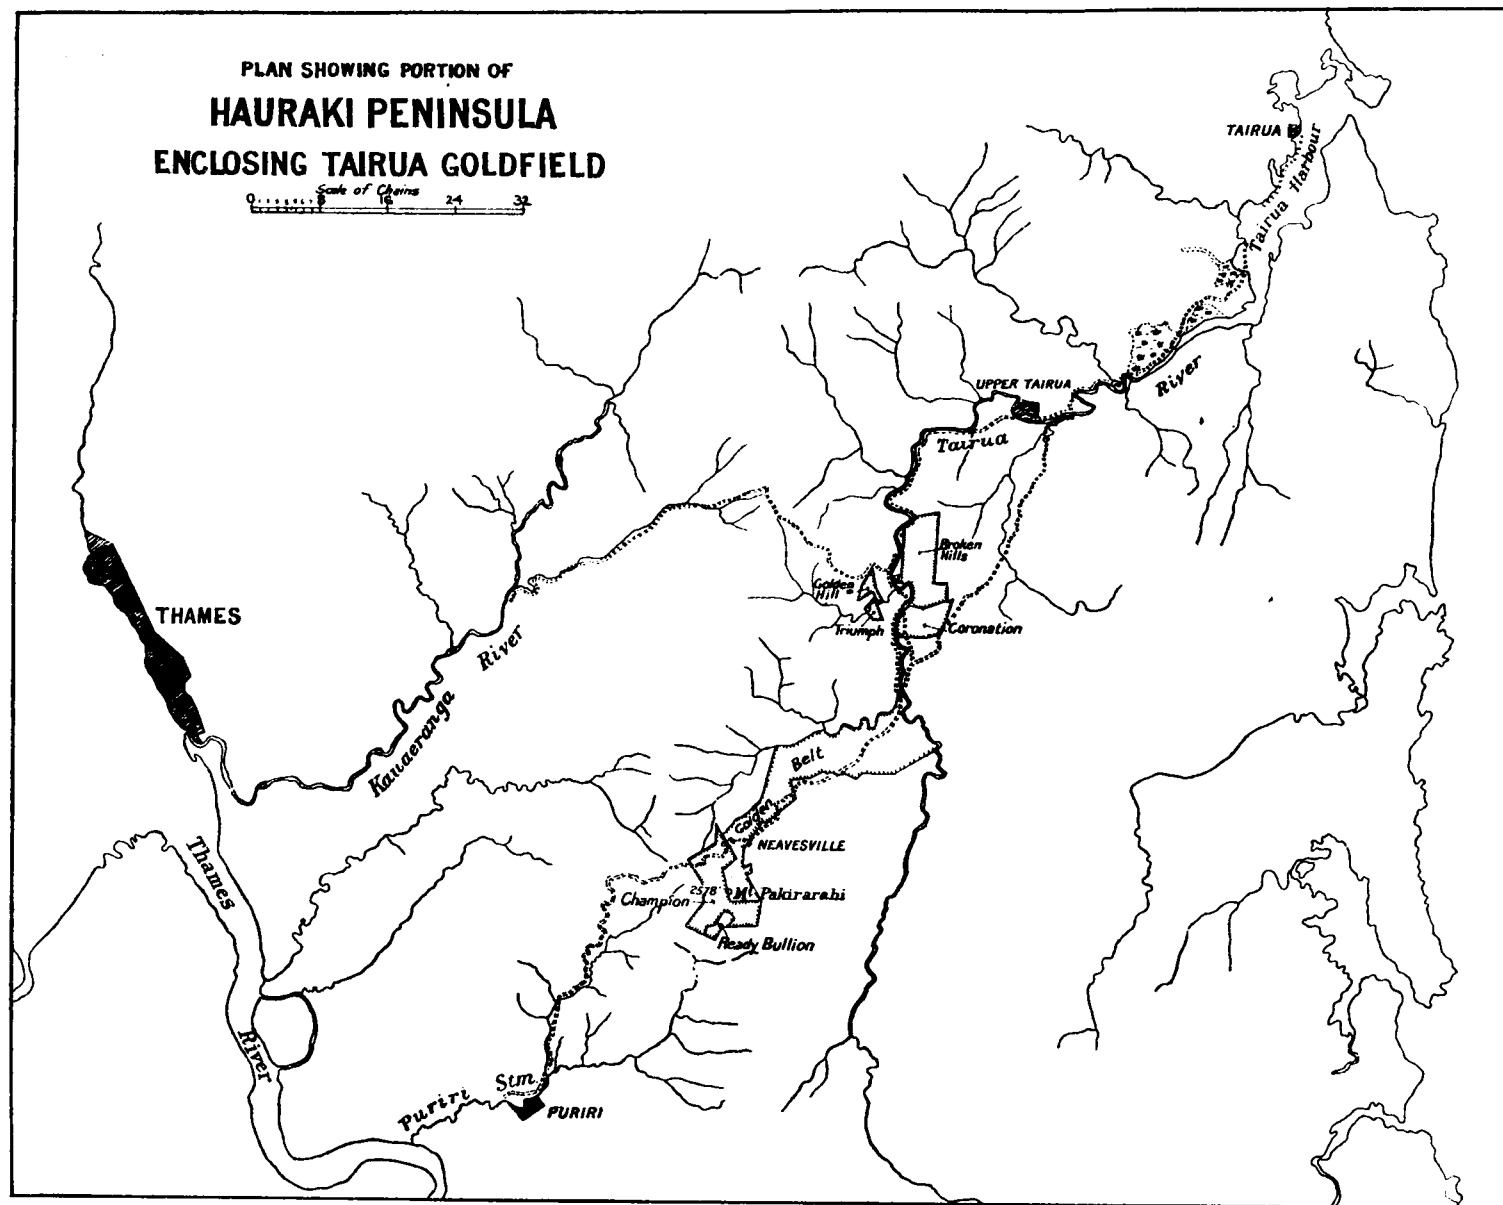 PLAN SHOWING PORTION OF
HAURAKI PENINSULA
ENCLOSING TAIRUA GOLDFIELD
Scale of Chains
0 8 16 24 32
TAIRUA
Tairua Harbour
River
UPPER TAIRUA
Tairua
Broken
Hills
Golden
Hill
Triumph
Coronation
THAMES
Kauaeranga River
Belt
Golden
NEAVESVILLE
2578'
Mt Pakirarahi
Champion
Ready Bullion
Thames
River
Puriri Stm.
PURIRI